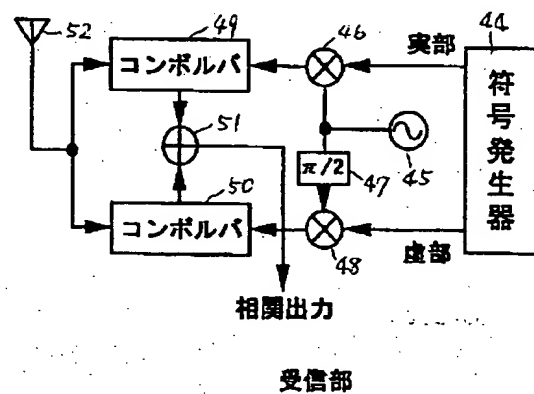 52
49
コンボルバ
46
実部
44
符号発生器
51
π/2
47
45
50
コンボルバ
48
虚部
相関出力
受信部